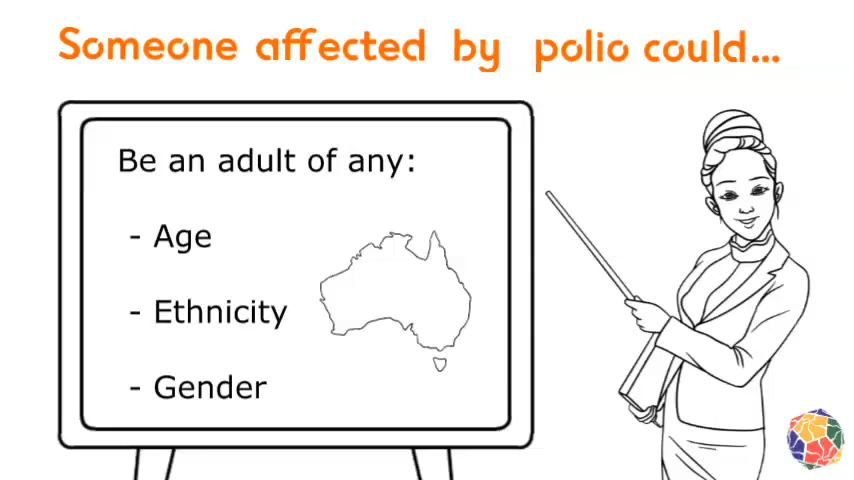 Someone affected by polio could...
Be an adult of any:
- Age
- Ethnicity
- Gender